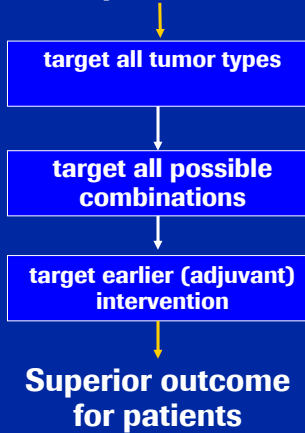 target all tumor types
target all possible
combinations
target earlier (adjuvant)
intervention
Superior outcome
for patients